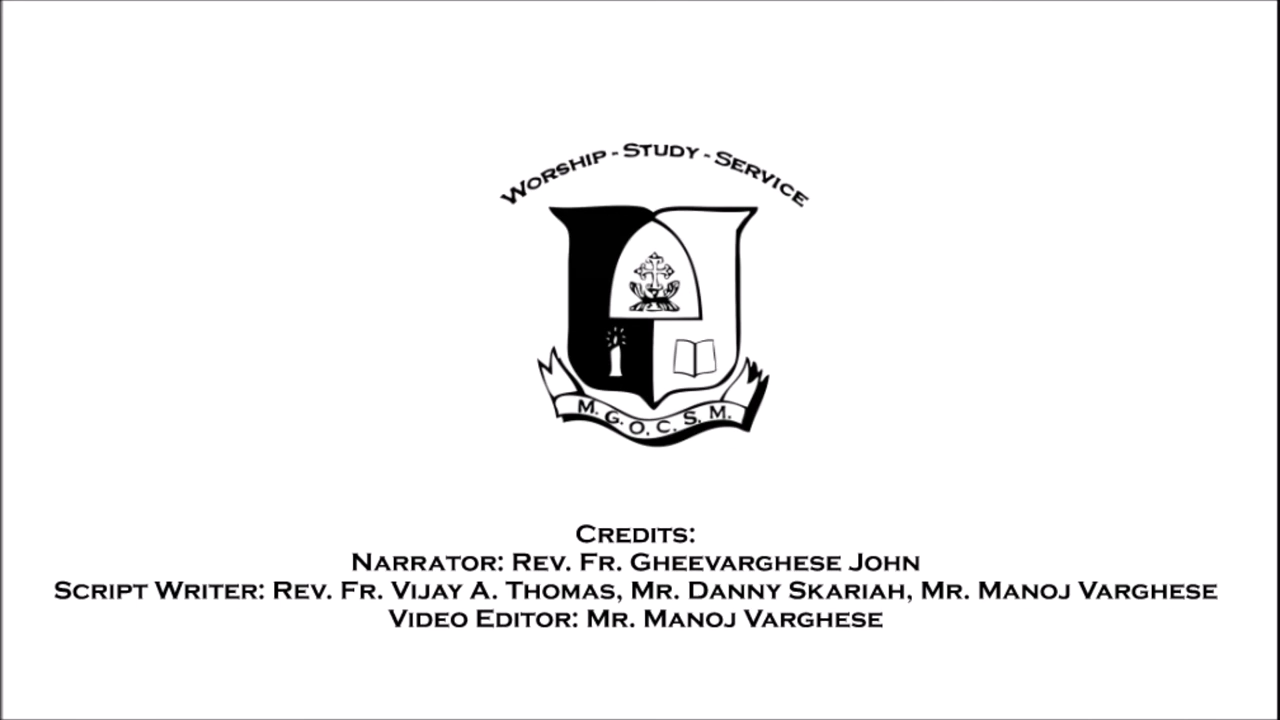 Worship - Study - Service
M. G. O. C. S. M.
Credits:
Narrator: Rev. Fr. Gheevarghese John
Script Writer: Rev. Fr. Vijay A. Thomas, Mr. Danny Skariah, Mr. Manoj Varghese
Video Editor: Mr. Manoj Varghese